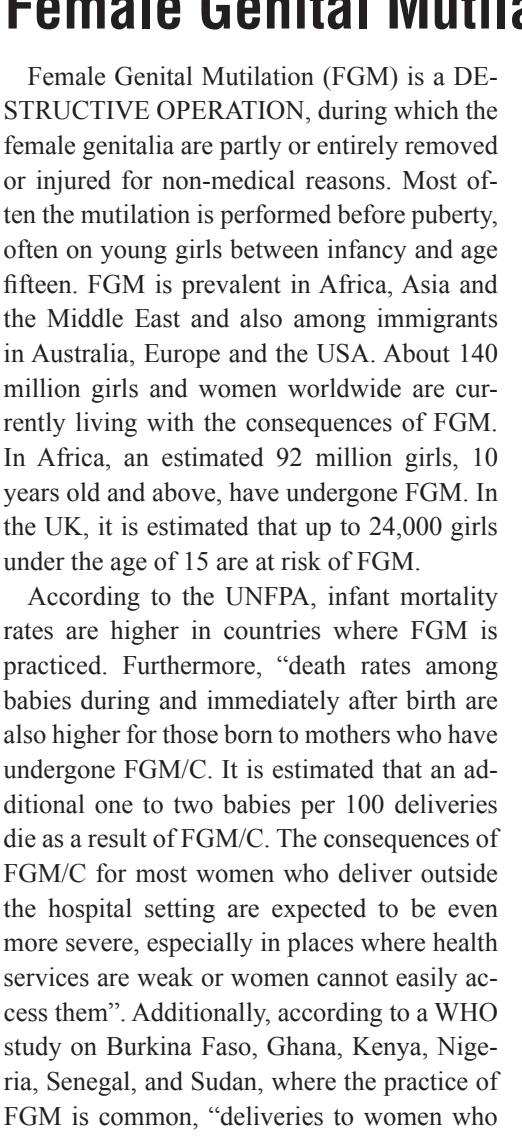 Female Genital Mutila
Female Genital Mutilation (FGM) is a DE-
STRUCTIVE OPERATION, during which the
female genitalia are partly or entirely removed
or injured for non-medical reasons. Most of-
ten the mutilation is performed before puberty,
often on young girls between infancy and age
fifteen. FGM is prevalent in Africa, Asia and
the Middle East and also among immigrants
in Australia, Europe and the USA. About 140
million girls and women worldwide are cur-
rently living with the consequences of FGM.
In Africa, an estimated 92 million girls, 10
years old and above, have undergone FGM. In
the UK, it is estimated that up to 24,000 girls
under the age of 15 are at risk of FGM.
According to the UNFPA, infant mortality
rates are higher in countries where FGM is
practiced. Furthermore, “death rates among
babies during and immediately after birth are
also higher for those born to mothers who have
undergone FGM/C. It is estimated that an ad-
ditional one to two babies per 100 deliveries
die as a result of FGM/C. The consequences of
FGM/C for most women who deliver outside
the hospital setting are expected to be even
more severe, especially in places where health
services are weak or women cannot easily ac-
cess them”. Additionally, according to a WHO
study on Burkina Faso, Ghana, Kenya, Nige-
ria, Senegal, and Sudan, where the practice of
FGM is common, “deliveries to women who